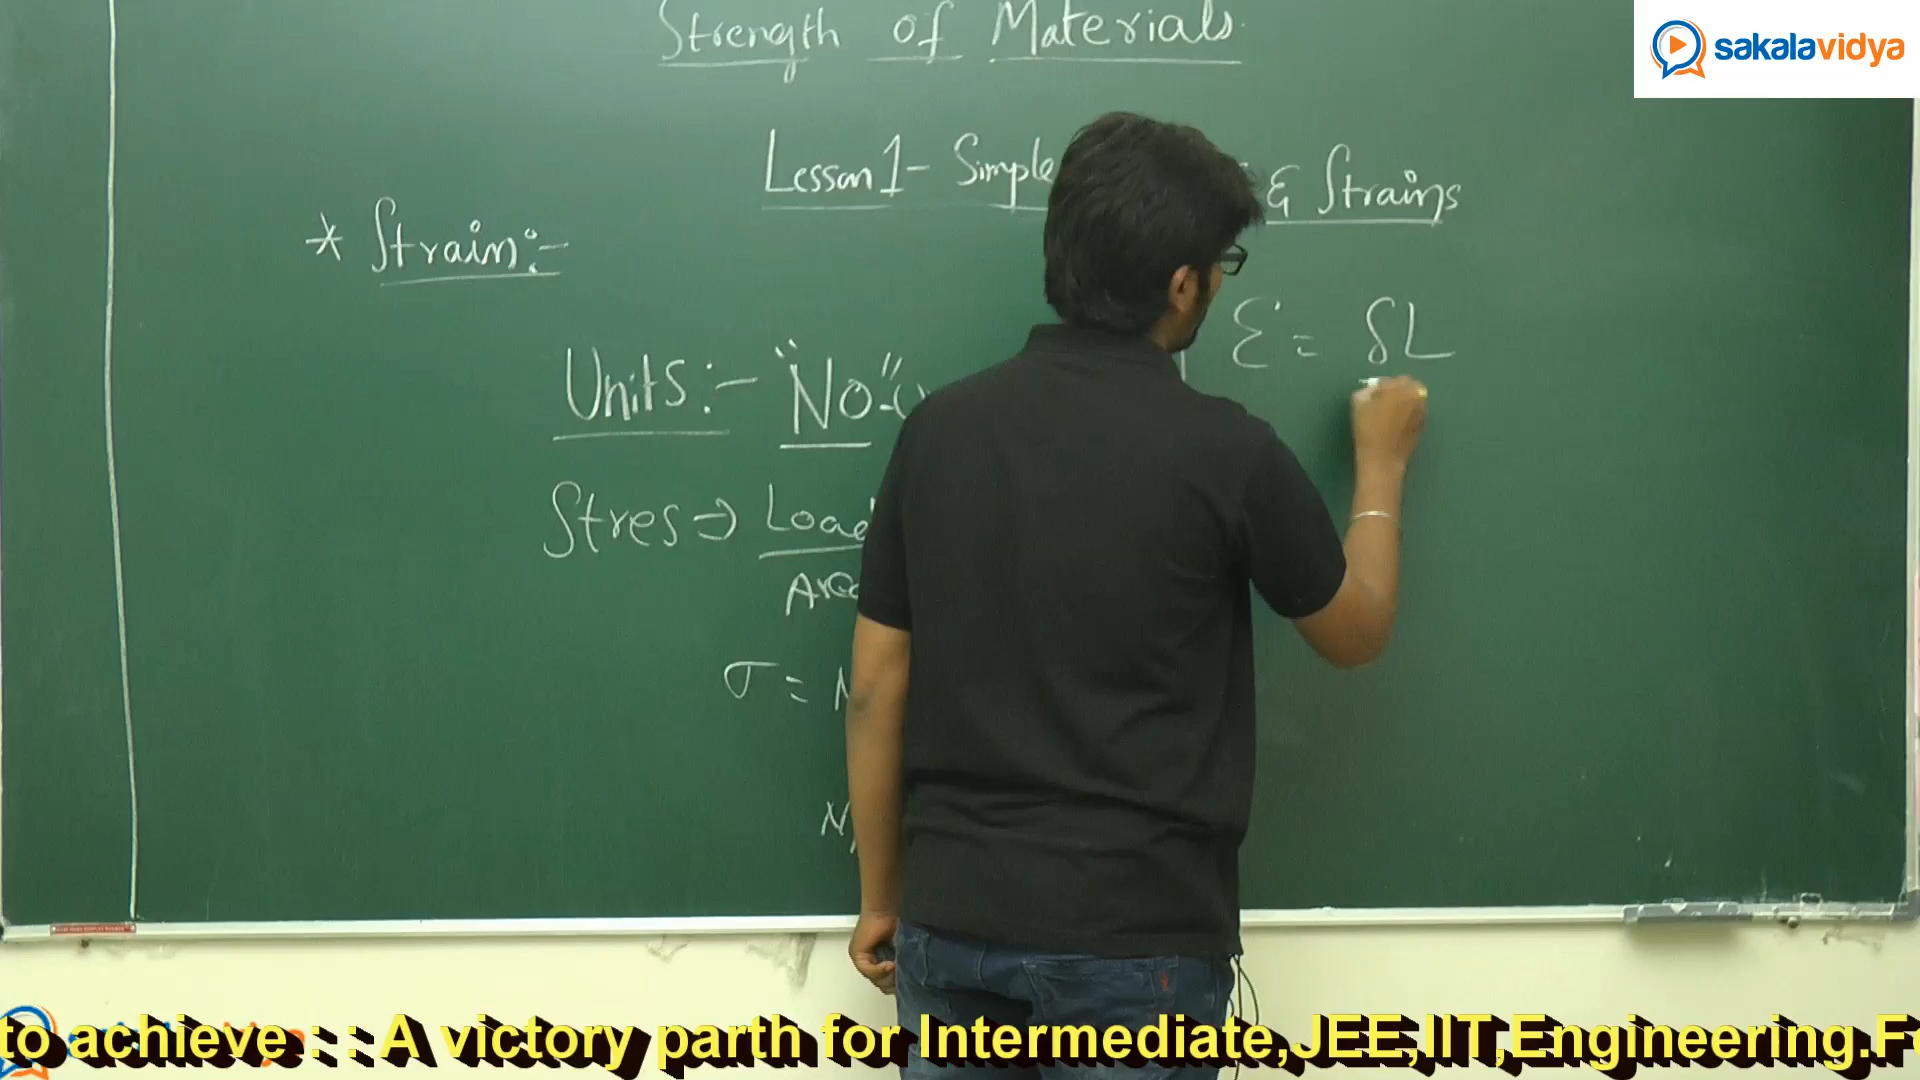 Strength of Materials
sakalavidya
Lesson 1- Simple & Strains
* Strain:-
ε = δL
Units:- "No"
Stres ⇒ Load
Area
σ = N
N/
to achieve : : A victory parth for Intermediate,JEE,IIT,Engineering.F